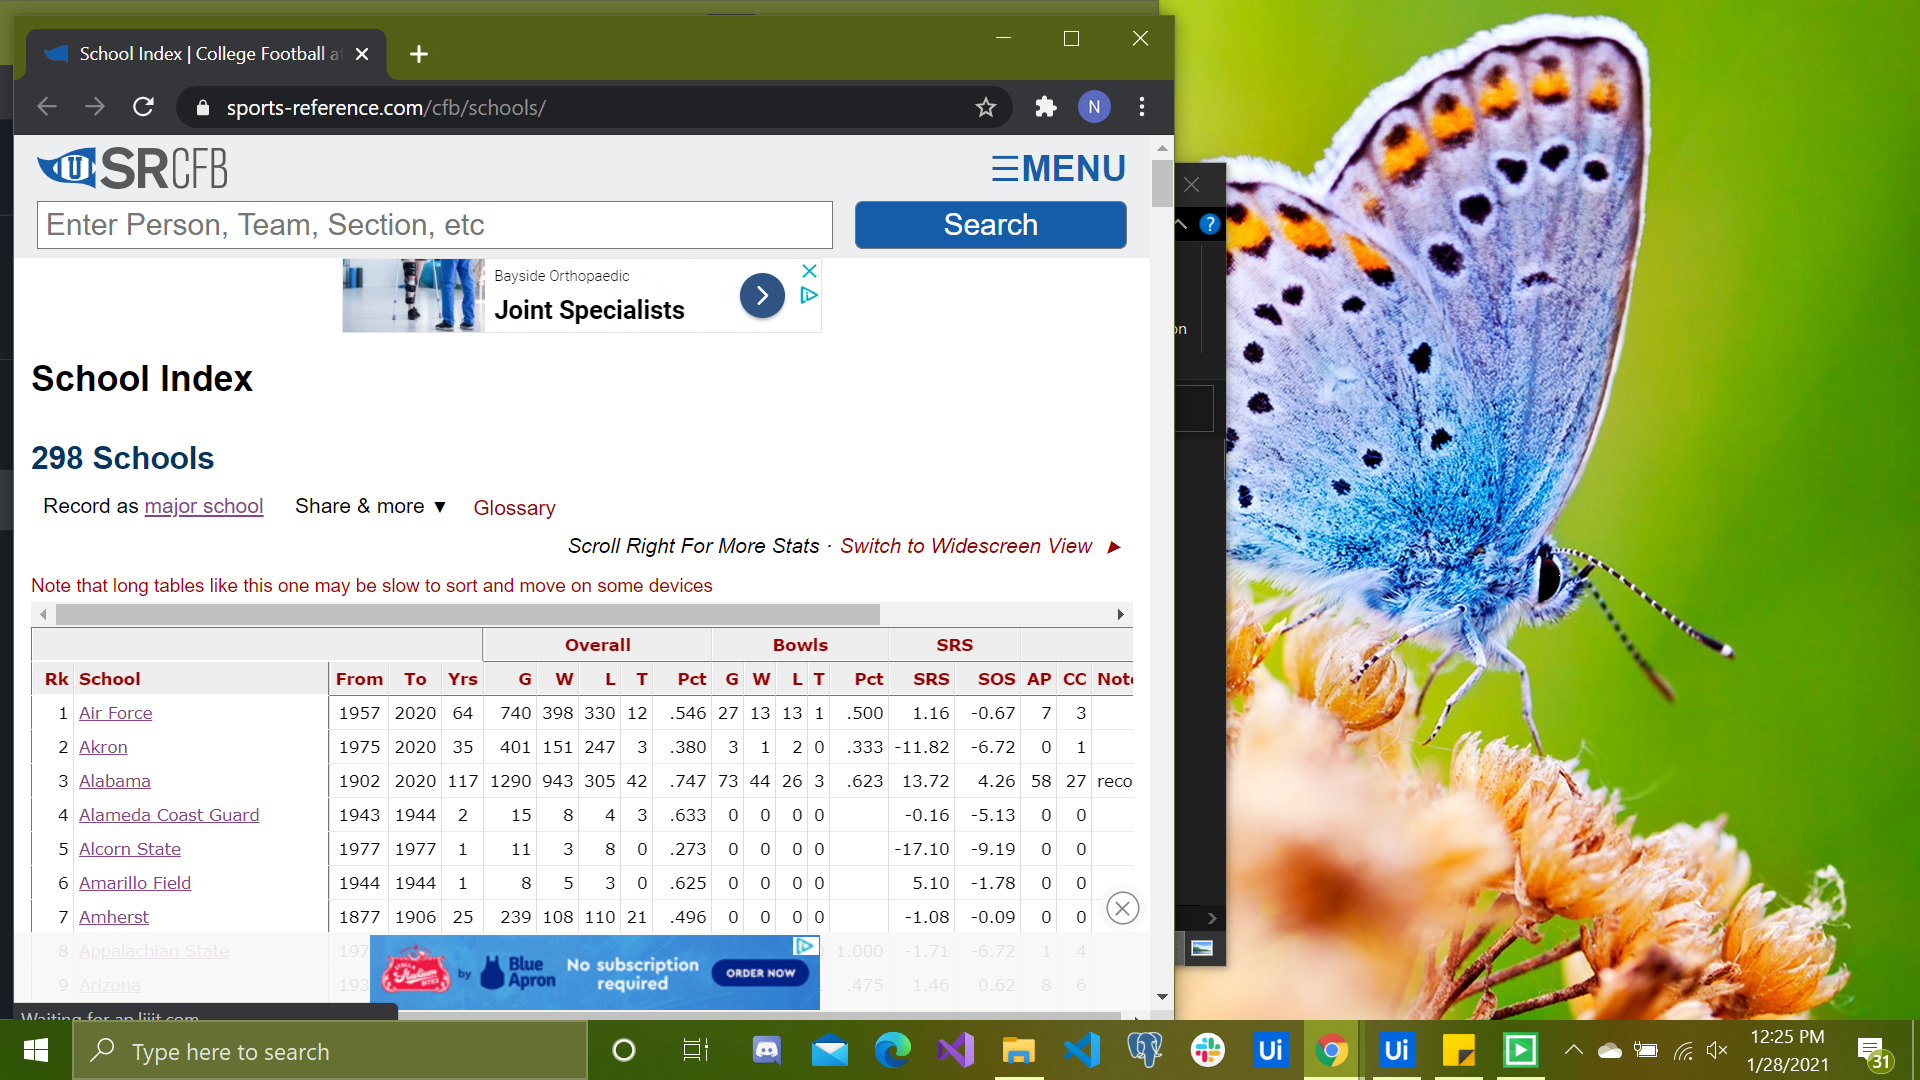 School Index | College Football a
sports-reference.com/cfb/schools/
N
U SR CFB
☰MENU
Enter Person, Team, Section, etc
Search
Bayside Orthopaedic
Joint Specialists
School Index
298 Schools
Record as major school Share & more ▼ Glossary
Scroll Right For More Stats · Switch to Widescreen View ►
Note that long tables like this one may be slow to sort and move on some devices
Overall Bowls SRS
Rk School From To Yrs G W L T Pct G W L T Pct SRS SOS AP CC Note
1 Air Force 1957 2020 64 740 398 330 12 .546 27 13 13 1 .500 1.16 -0.67 7 3
2 Akron 1975 2020 35 401 151 247 3 .380 3 1 2 0 .333 -11.82 -6.72 0 1
3 Alabama 1902 2020 117 1290 943 305 42 .747 73 44 26 3 .623 13.72 4.26 58 27 reco
4 Alameda Coast Guard 1943 1944 2 15 8 4 3 .633 0 0 0 0 -0.16 -5.13 0 0
5 Alcorn State 1977 1977 1 11 3 8 0 .273 0 0 0 0 -17.10 -9.19 0 0
6 Amarillo Field 1944 1944 1 8 5 3 0 .625 0 0 0 0 5.10 -1.78 0 0
7 Amherst 1877 1906 25 239 108 110 21 .496 0 0 0 0 -1.08 -0.09 0 0
8 Appalachian State 197 1.000 -1.71 -6.72 1 4
9 Arizona 193 .475 1.46 0.62 8 6
by Blue Apron
No subscription required
ORDER NOW
on
?
Waiting for an.lijit.com
Type here to search
Ui
Ui
12:25 PM
1/28/2021
31